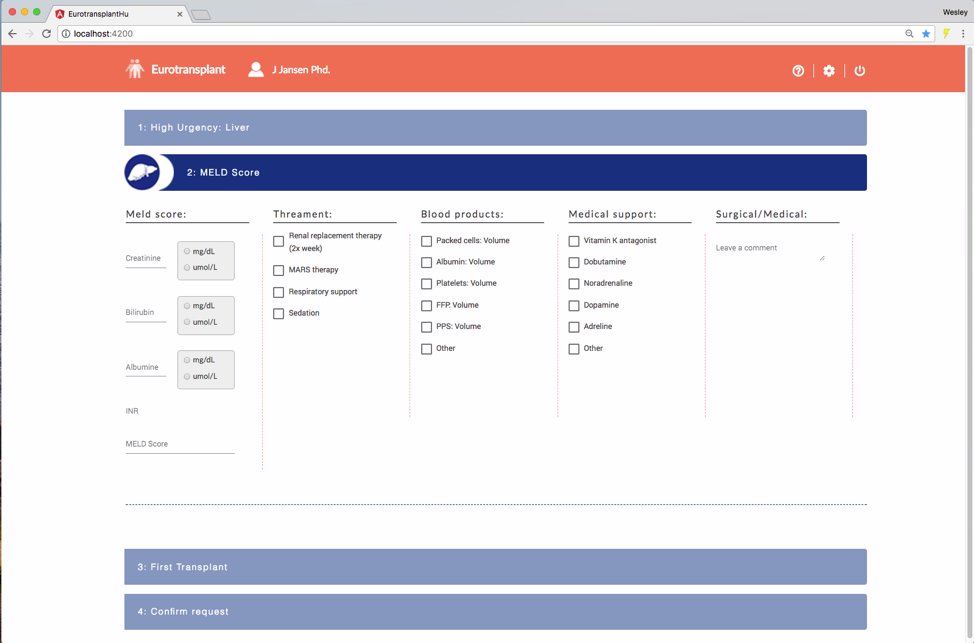 EurotransplantHu
Wesley
localhost:4200
Eurotransplant
J Jansen Phd.
1: High Urgency: Liver
2: MELD Score
Meld score:
Creatinine
mg/dL
umol/L
Bilirubin
mg/dL
umol/L
Albumine
mg/dL
umol/L
INR
MELD Score
Threament:
Renal replacement therapy
(2x week)
MARS therapy
Respiratory support
Sedation
Blood products:
Packed cells: Volume
Albumin: Volume
Platelets: Volume
FFP. Volume
PPS: Volume
Other
Medical support:
Vitamin K antagonist
Dobutamine
Noradrenaline
Dopamine
Adreline
Other
Surgical/Medical:
Leave a comment
3: First Transplant
4: Confirm request